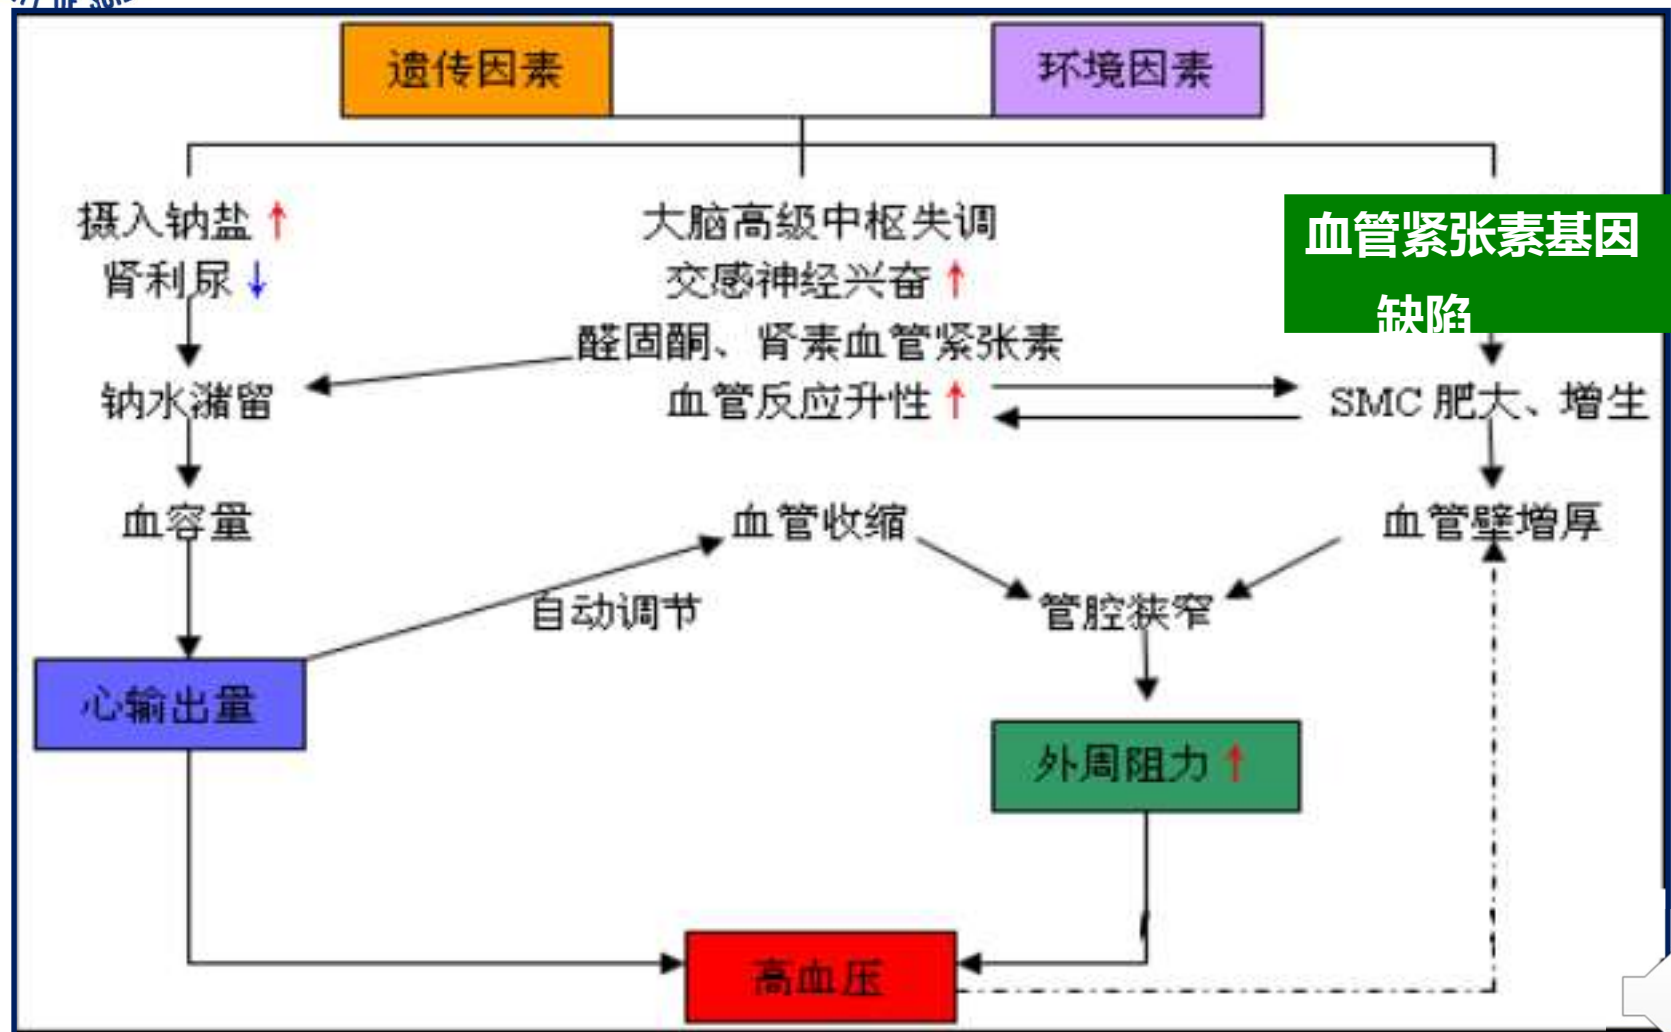 遗传因素
环境因素
摄入钠盐↑
大脑高级中枢失调
血管紧张素基因
缺陷
肾利尿↓
交感神经兴奋↑
醛固酮、肾素血管紧张素
钠水潴留
血管反应升性↑
SMC 肥大、增生
血容量
血管收缩
血管壁增厚
自动调节
管腔狭窄
心输出量
外周阻力↑
高血压